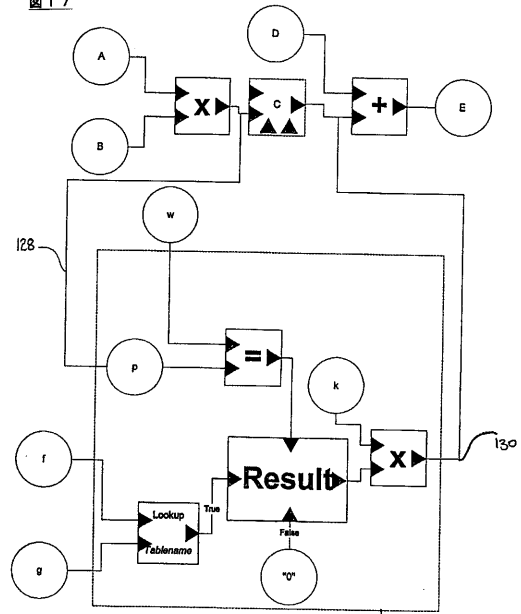 図17
A
B
D
X
C
+
E
w
128
p
=
k
f
Lookup
Tablename
True
Result
X
130
g
False
"0"